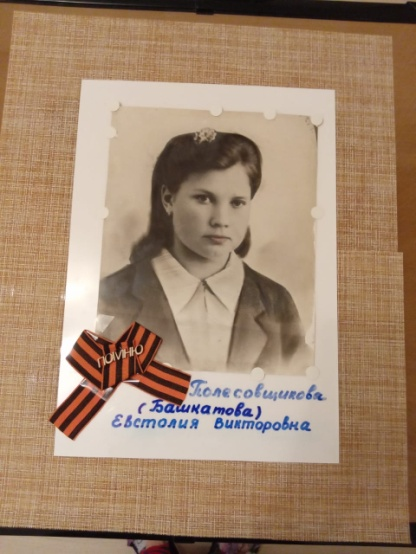 ПОМНЮ
Полесовщикова
(Башкатова)
Евстолия Викторовна